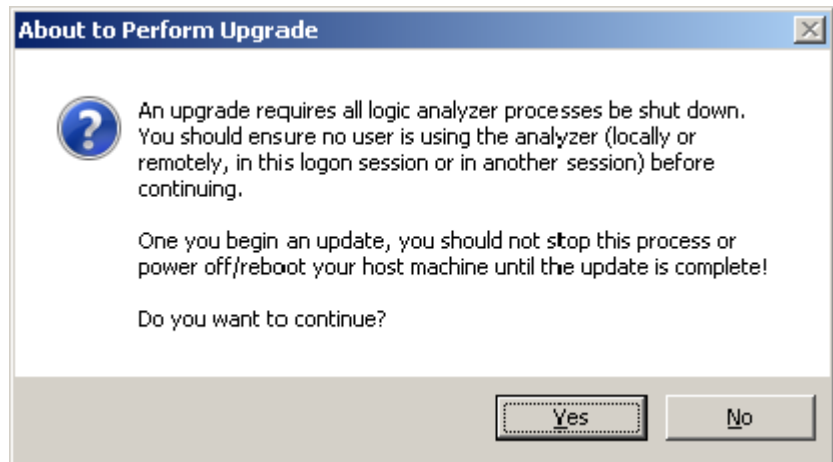 About to Perform Upgrade
An upgrade requires all logic analyzer processes be shut down.
You should ensure no user is using the analyzer (locally or
remotely, in this logon session or in another session) before
continuing.
One you begin an update, you should not stop this process or
power off/reboot your host machine until the update is complete!
Do you want to continue?
Yes No